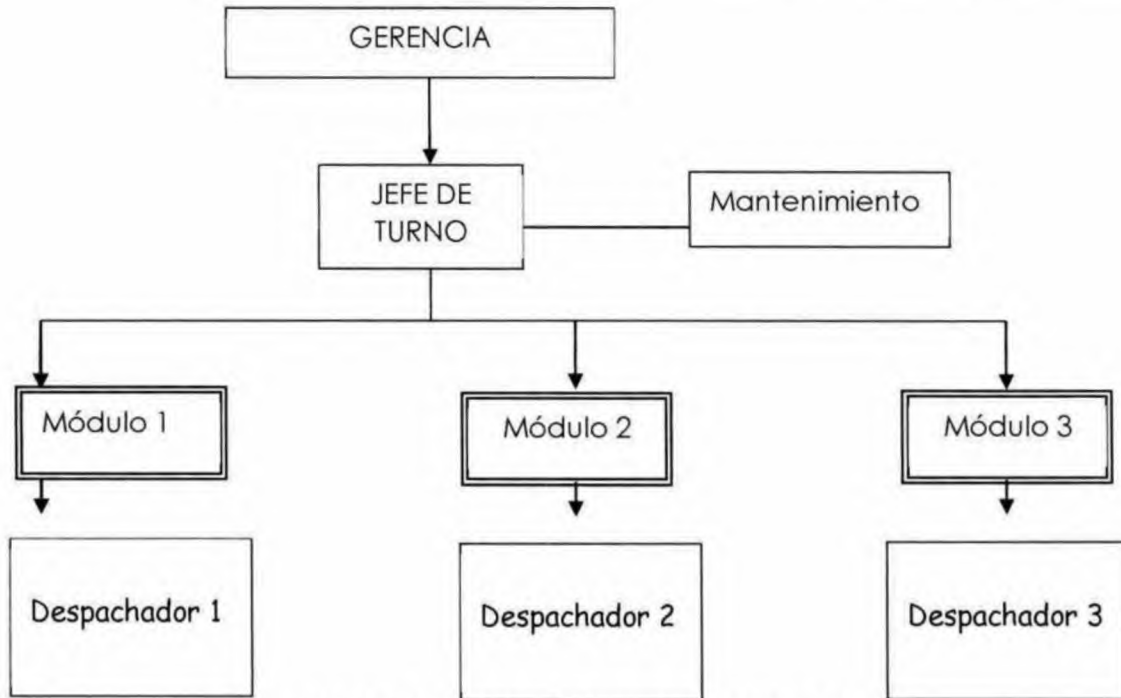 GERENCIA
JEFE DE
TURNO
Mantenimiento
Módulo 1
Módulo 2
Módulo 3
Despachador 1
Despachador 2
Despachador 3